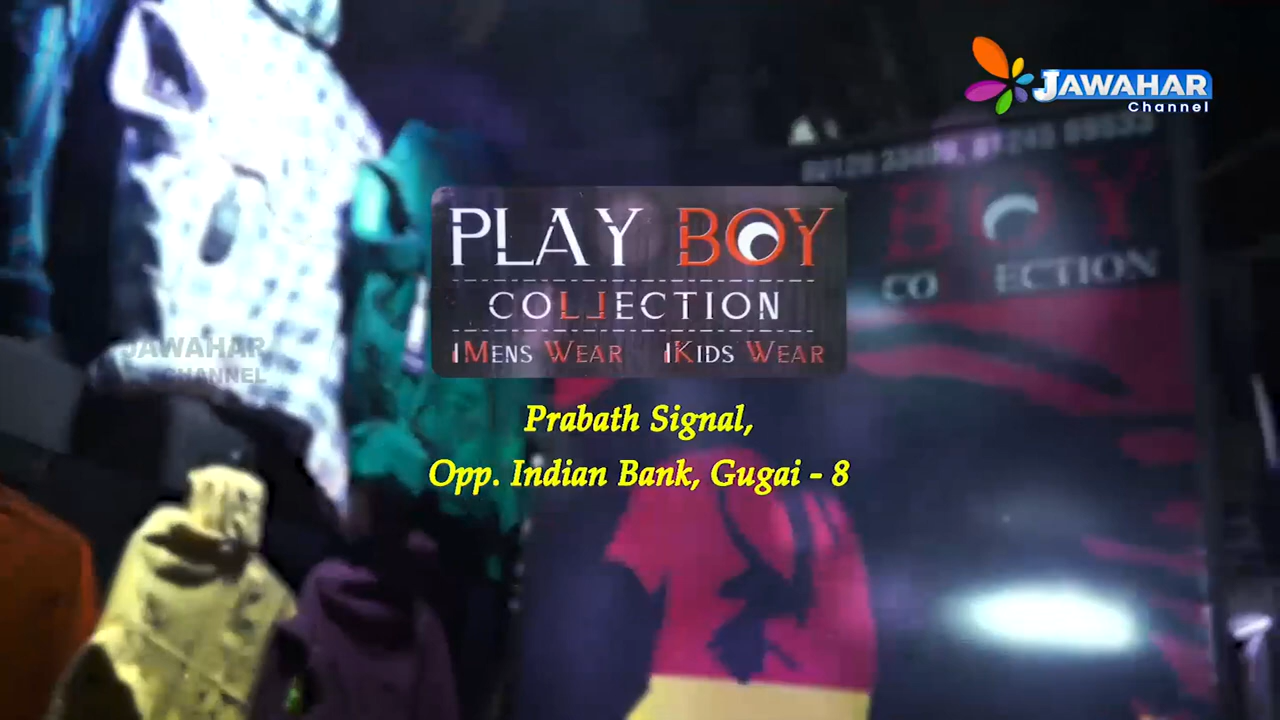 JAWAHAR
Channel
PLAY BOY
COLLECTION
MENS WEAR KIDS WEAR
Prabath Signal,
Opp. Indian Bank, Gugai - 8
BOY
CO ECTION
JAWAHAR
CHANNEL